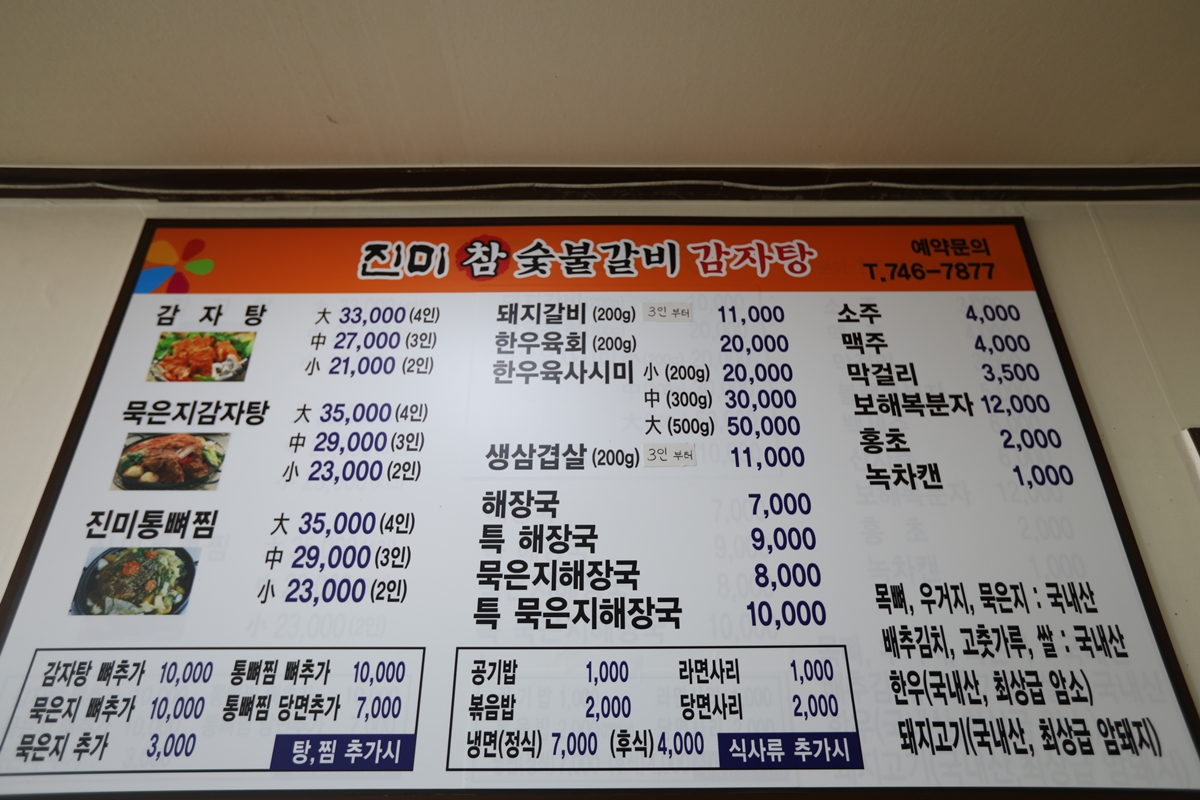 진미 참 숯불갈비 감자탕
예약문의
T.746-7877
감 자 탕 大 33,000 (4인)
中 27,000 (3인)
小 21,000 (2인)
묵은지감자탕 大 35,000 (4인)
中 29,000 (3인)
小 23,000 (2인)
진미통뼈찜 大 35,000 (4인)
中 29,000 (3인)
小 23,000 (2인)
감자탕 뼈추가 10,000 통뼈찜 뼈추가 10,000
묵은지 뼈추가 10,000 통뼈찜 당면추가 7,000
묵은지 추가 3,000 탕,찜 추가시
돼지갈비 (200g) 3인 부터 11,000
한우육회 (200g) 20,000
한우육사시미 小 (200g) 20,000
中 (300g) 30,000
大 (500g) 50,000
생삼겹살 (200g) 3인 부터 11,000
해장국 7,000
특 해장국 9,000
묵은지해장국 8,000
특 묵은지해장국 10,000
공기밥 1,000 라면사리 1,000
볶음밥 2,000 당면사리 2,000
냉면(정식) 7,000 (후식) 4,000 식사류 추가시
소주 4,000
맥주 4,000
막걸리 3,500
보해복분자 12,000
홍초 2,000
녹차캔 1,000
목뼈, 우거지, 묵은지 : 국내산
배추김치, 고춧가루, 쌀 : 국내산
한우(국내산, 최상급 암소)
돼지고기(국내산, 최상급 암돼지)